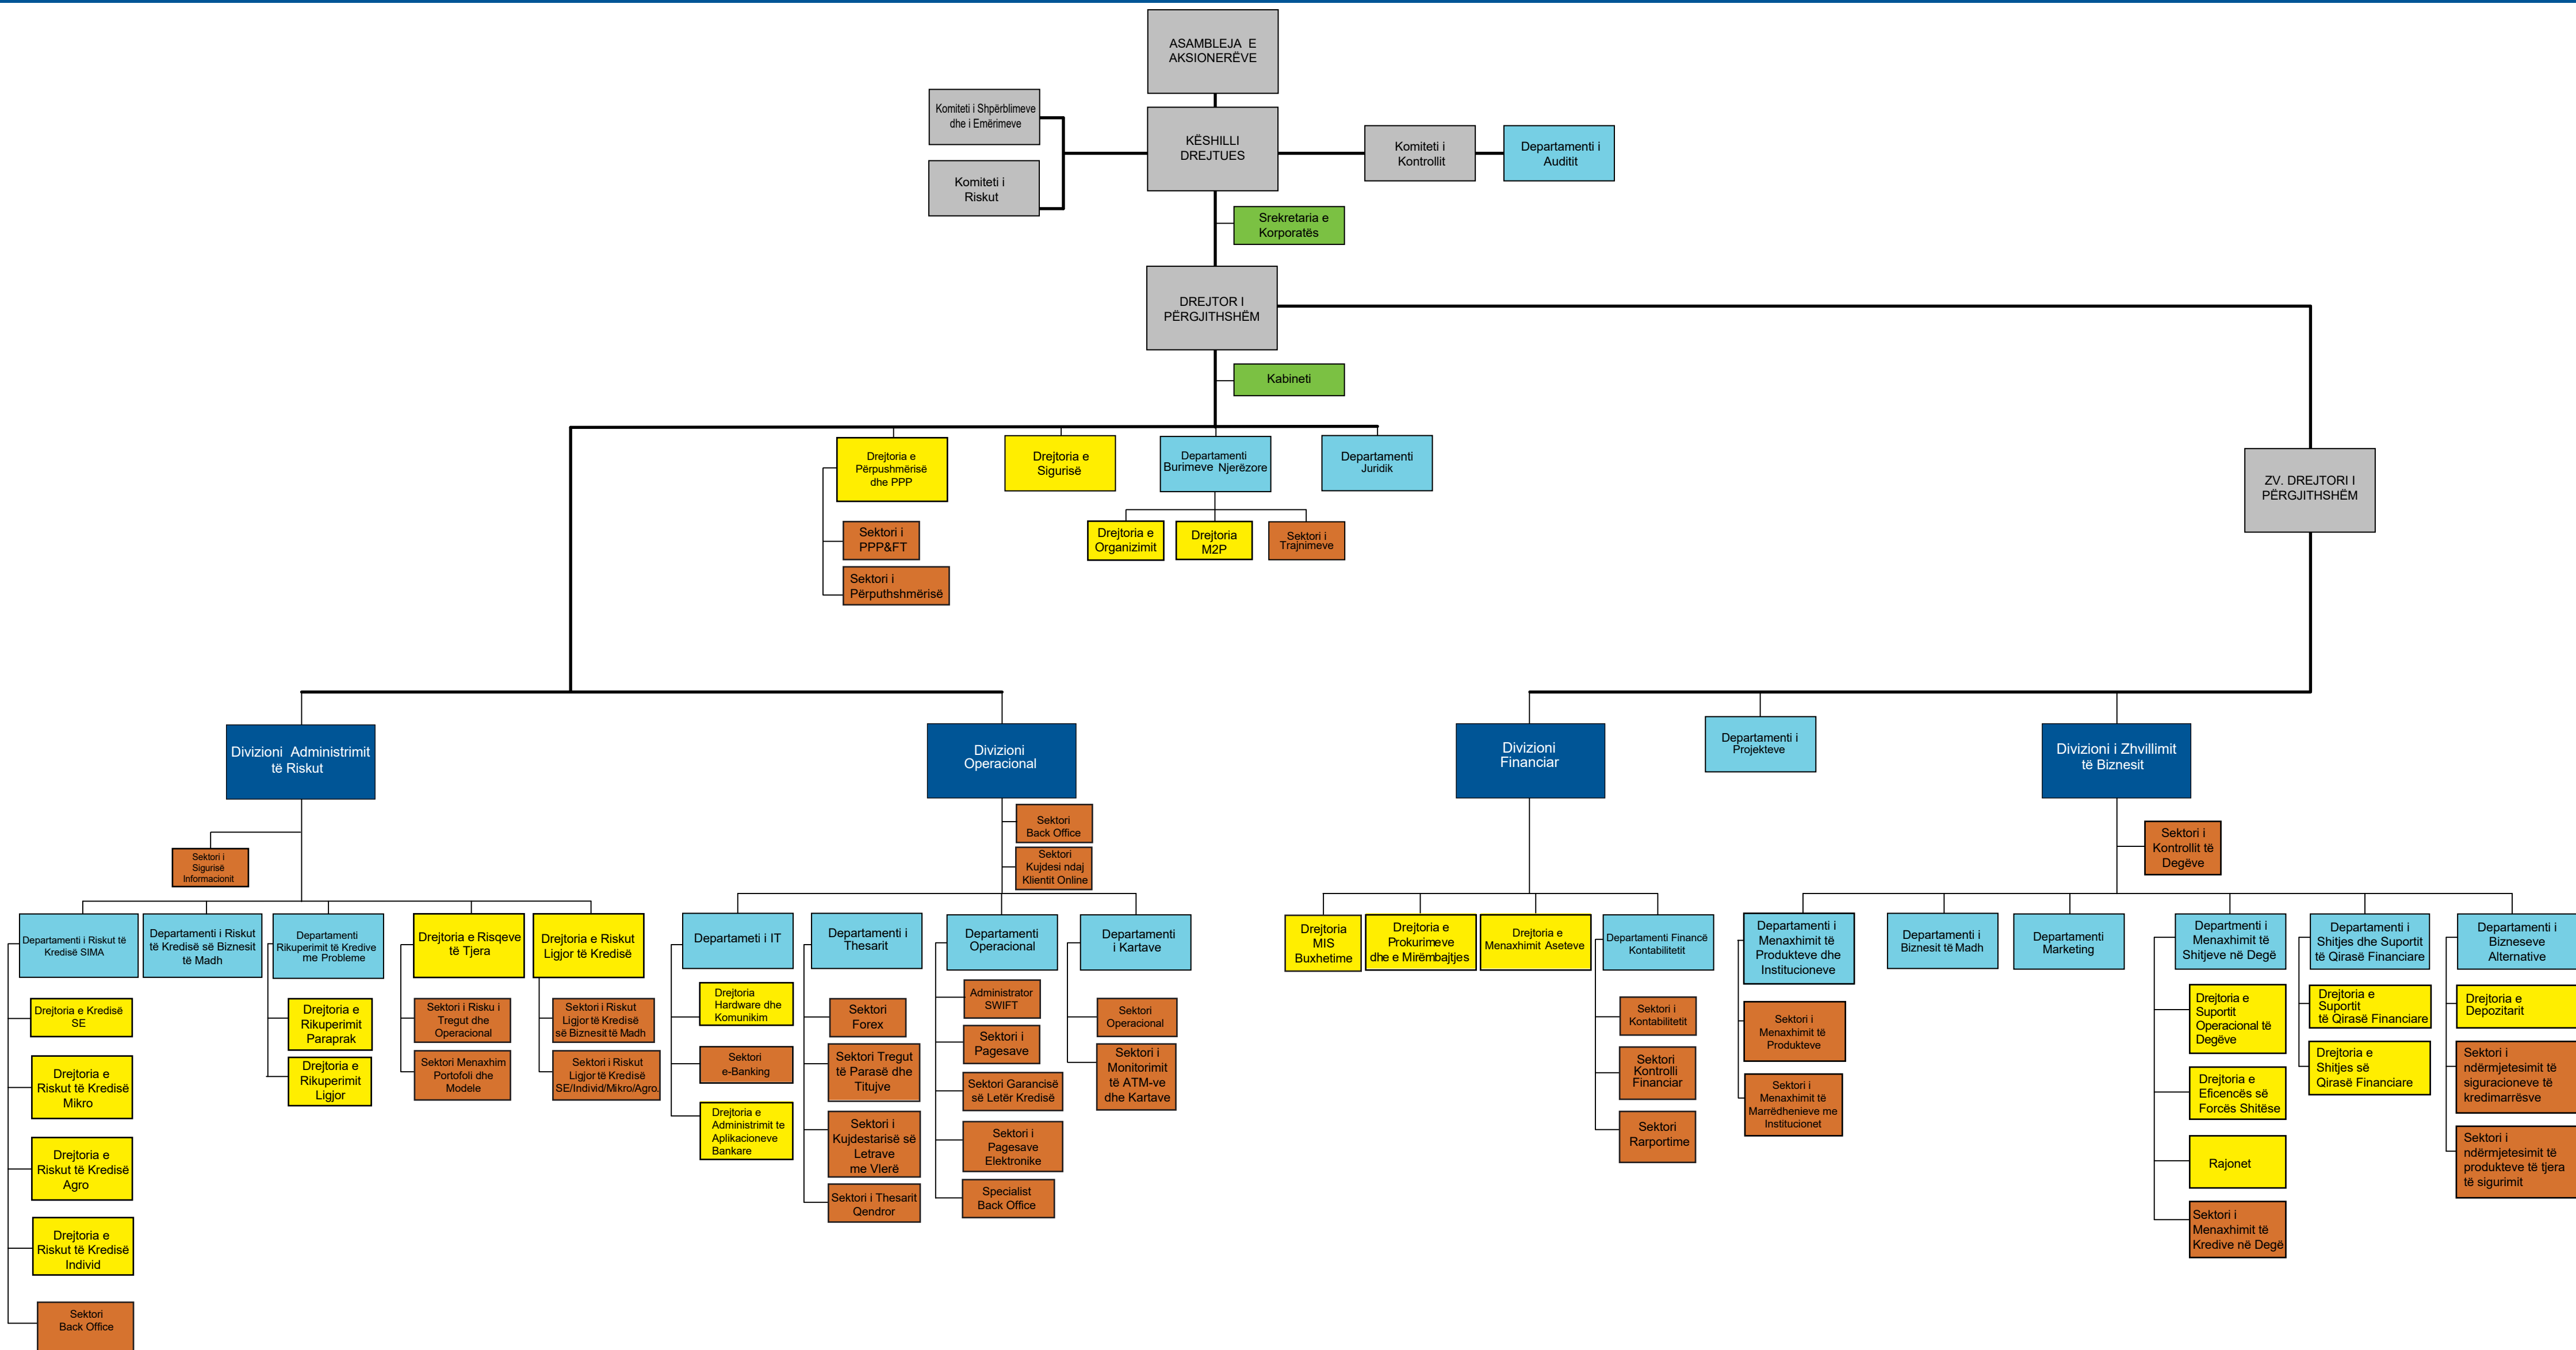 ASAMBLEJA E
AKSIONERËVE
Komiteti i Shpërblimeve
dhe i Emërimeve
KËSHILLI
DREJTUES
Komiteti i
Kontrollit
Departamenti i
Auditit
Komiteti i
Riskut
Srekretaria e
Korporatës
DREJTOR I
PËRGJITHSHËM
Kabineti
Drejtoria e
Përpushmërisë
dhe PPP
Drejtoria e
Sigurisë
Departamenti
Burimeve Njerëzore
Departamenti
Juridik
ZV. DREJTORI I
PËRGJITHSHËM
Sektori i
PPP&FT
Sektori i
Përputhshmërisë
Drejtoria e
Organizimit
Drejtoria
M2P
Sektori i
Trajnimeve
Divizioni Administrimit
të Riskut
Divizioni
Operacional
Divizioni
Financiar
Departamenti i
Projekteve
Divizioni i Zhvillimit
të Biznesit
Sektori i
Sigurisë
Informacionit
Sektori
Back Office
Sektori
Kujdesi ndaj
Klientit Online
Sektori i
Kontrollit të
Degëve
Departamenti i Riskut të
Kredisë SIMA
Departamenti i Riskut
të Kredisë së Biznesit
të Madh
Departamenti
Rikuperimit të Kredive
me Probleme
Drejtoria e Risqeve
të Tjera
Drejtoria e Riskut
Ligjor të Kredisë
Departameti i IT
Departamenti i
Thesarit
Departamenti
Operacional
Departamenti
i Kartave
Drejtoria
MIS
Buxhetime
Drejtoria e
Prokurimeve
dhe e Mirëmbajtjes
Drejtoria e
Menaxhimit Aseteve
Departamenti Financë
Kontabilitetit
Departamenti i
Menaxhimit të
Produkteve dhe
Institucioneve
Departamenti i
Biznesit të Madh
Departamenti
Marketing
Departmenti i
Menaxhimit të
Shitjeve në Degë
Departamenti i
Shitjes dhe Suportit
të Qirasë Financiare
Departamenti i
Bizneseve
Alternative
Drejtoria e Kredisë
SE
Drejtoria e
Riskut të Kredisë
Mikro
Drejtoria e
Riskut të Kredisë
Agro
Drejtoria e
Riskut të Kredisë
Individ
Sektori
Back Office
Drejtoria e
Rikuperimit
Paraprak
Drejtoria e
Rikuperimit
Ligjor
Sektori i Risku i
Tregut dhe
Operacional
Sektori Menaxhim
Portofoli dhe
Modele
Sektori i Riskut
Ligjor të Kredisë
së Biznesit të Madh
Sektori i Riskut
Ligjor të Kredisë
SE/Individ/Mikro/Agro.
Drejtoria
Hardware dhe
Komunikim
Sektori
e-Banking
Drejtoria e
Administrimit te
Aplikacioneve
Bankare
Sektori
Forex
Sektori Tregut
të Parasë dhe
Titujve
Sektori i
Kujdestarisë së
Letrave
me Vlerë
Sektori i Thesarit
Qendror
Administrator
SWIFT
Sektori i
Pagesave
Sektori Garancisë
së Letër Kredisë
Sektori i
Pagesave
Elektronike
Specialist
Back Office
Sektori
Operacional
Sektori i
Monitorimit
të ATM-ve
dhe Kartave
Sektori i
Kontabilitetit
Sektori
Kontrolli
Financiar
Sektori
Rarportime
Sektori i
Menaxhimit të
Produkteve
Sektori i
Menaxhimit të
Marrëdhenieve me
Institucionet
Drejtoria e
Suportit
Operacional të
Degëve
Drejtoria e
Eficencës së
Forcës Shitëse
Rajonet
Sektori i
Menaxhimit të
Kredive në Degë
Drejtoria e
Suportit
të Qirasë Financiare
Drejtoria e
Shitjes së
Qirasë Financiare
Drejtoria e
Depozitarit
Sektori i
ndërmjetesimit të
siguracioneve të
kredimarrësve
Sektori i
ndërmjetesimit të
produkteve të tjera
të sigurimit